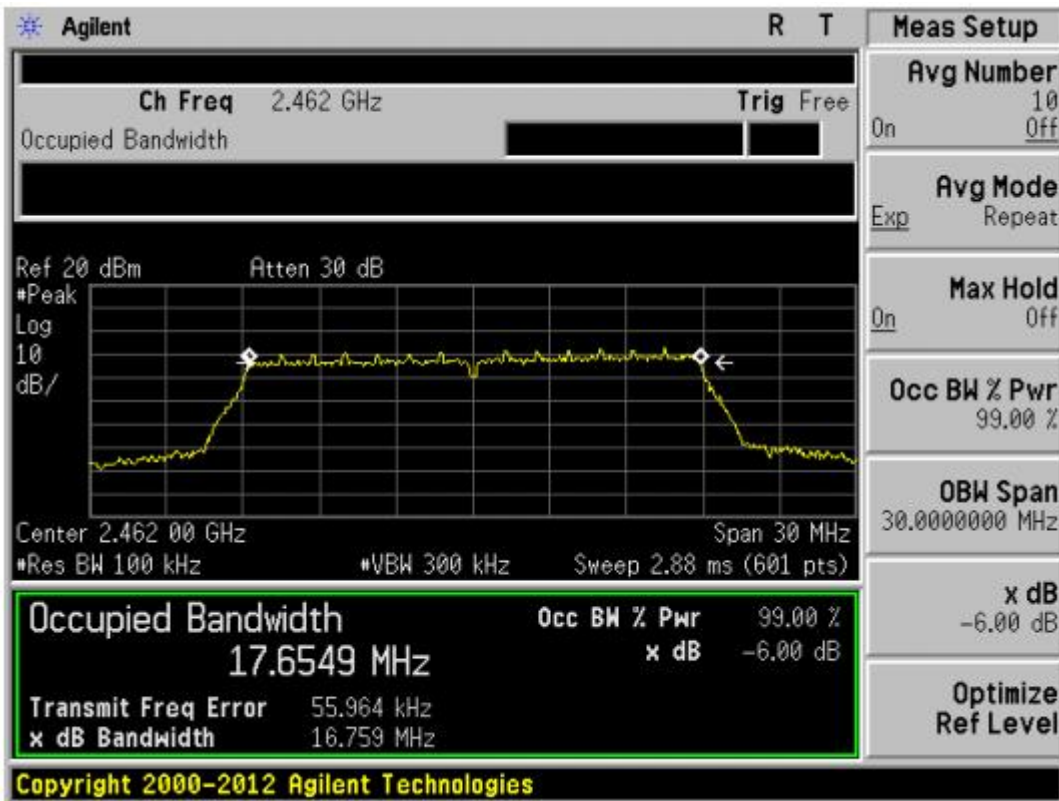 Agilent R T
Ch Freq 2.462 GHz Trig Free
Occupied Bandwidth
Ref 20 dBm Atten 30 dB
#Peak
Log
10
dB/
Center 2.462 00 GHz Span 30 MHz
#Res BW 100 kHz #VBW 300 kHz Sweep 2.88 ms (601 pts)
Occupied Bandwidth
17.6549 MHz
Occ BW % Pwr 99.00 %
x dB -6.00 dB
Transmit Freq Error 55.964 kHz
x dB Bandwidth 16.759 MHz
Copyright 2000-2012 Agilent Technologies
Meas Setup
Avg Number
10
On Off
Avg Mode
Exp Repeat
Max Hold
On Off
Occ BW % Pwr
99.00 %
OBW Span
30.0000000 MHz
x dB
-6.00 dB
Optimize
Ref Level